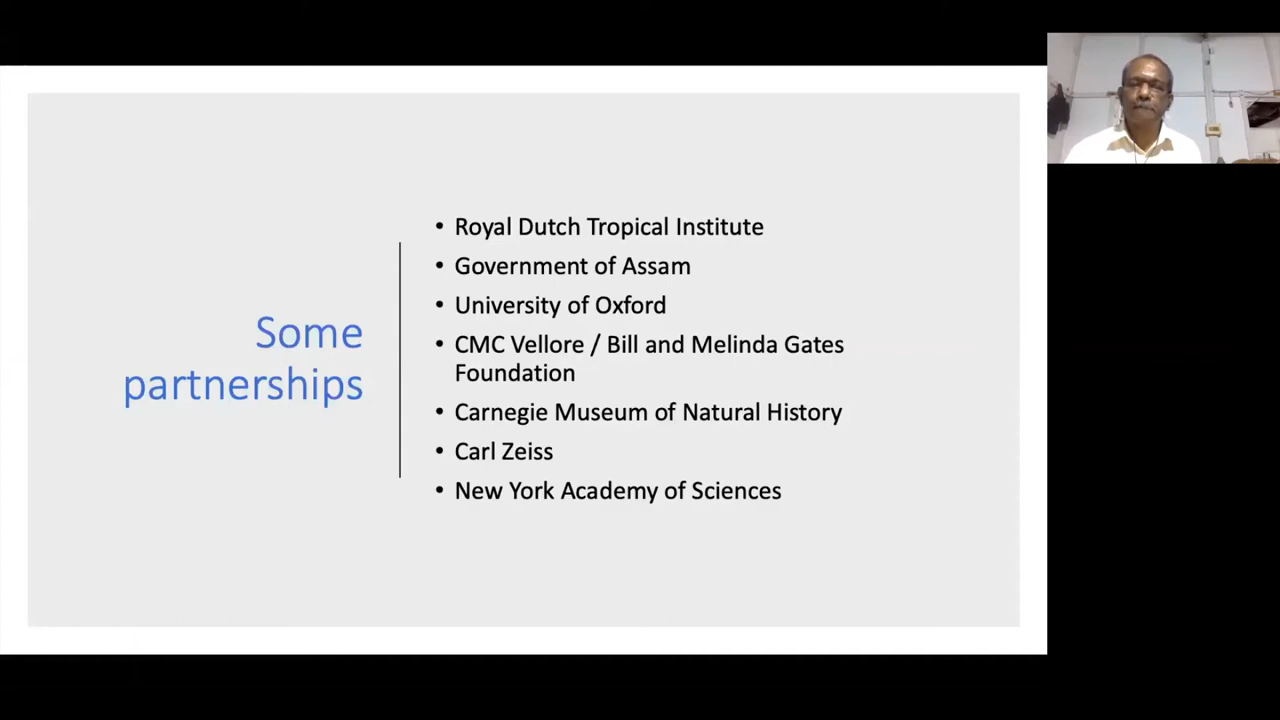 Some
partnerships
• Royal Dutch Tropical Institute
• Government of Assam
• University of Oxford
• CMC Vellore / Bill and Melinda Gates
Foundation
• Carnegie Museum of Natural History
• Carl Zeiss
• New York Academy of Sciences